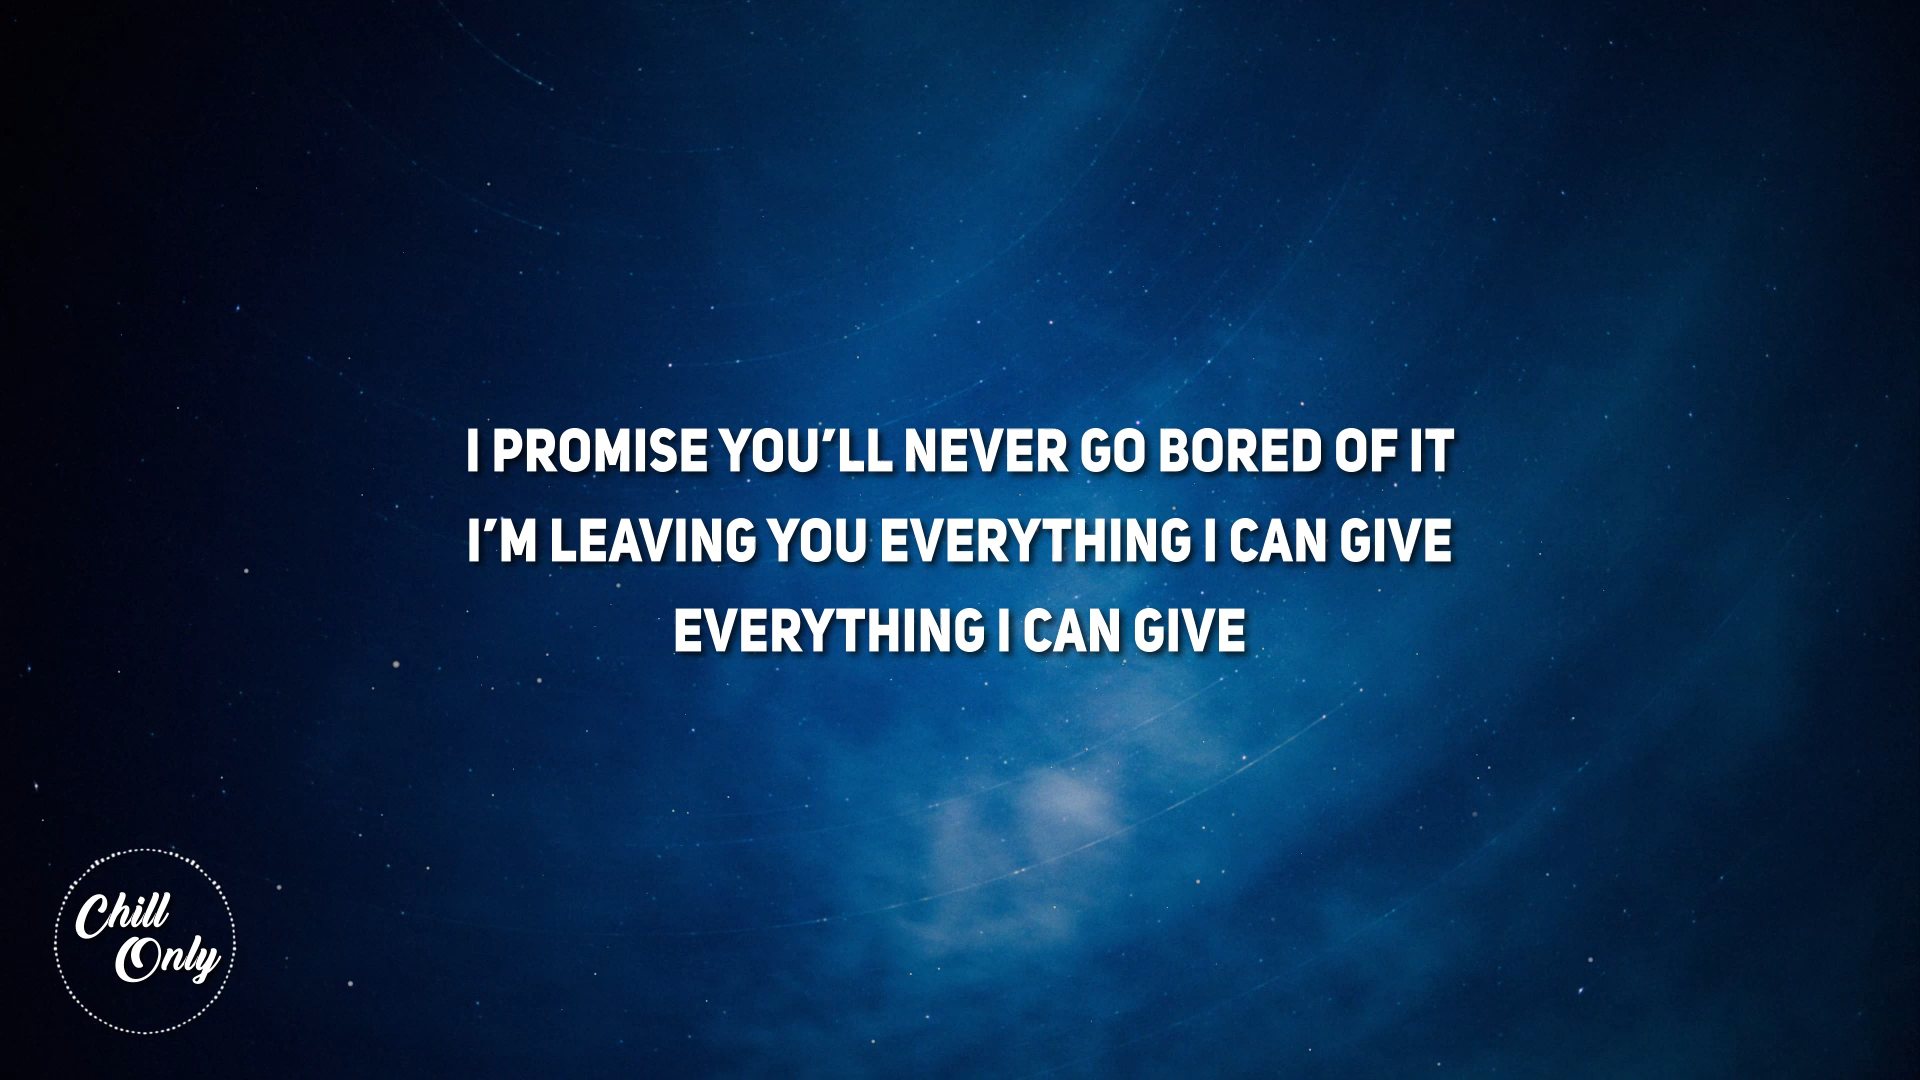 I PROMISE YOU'LL NEVER GO BORED OF IT
I'M LEAVING YOU EVERYTHING I CAN GIVE
EVERYTHING I CAN GIVE
Chill
Only